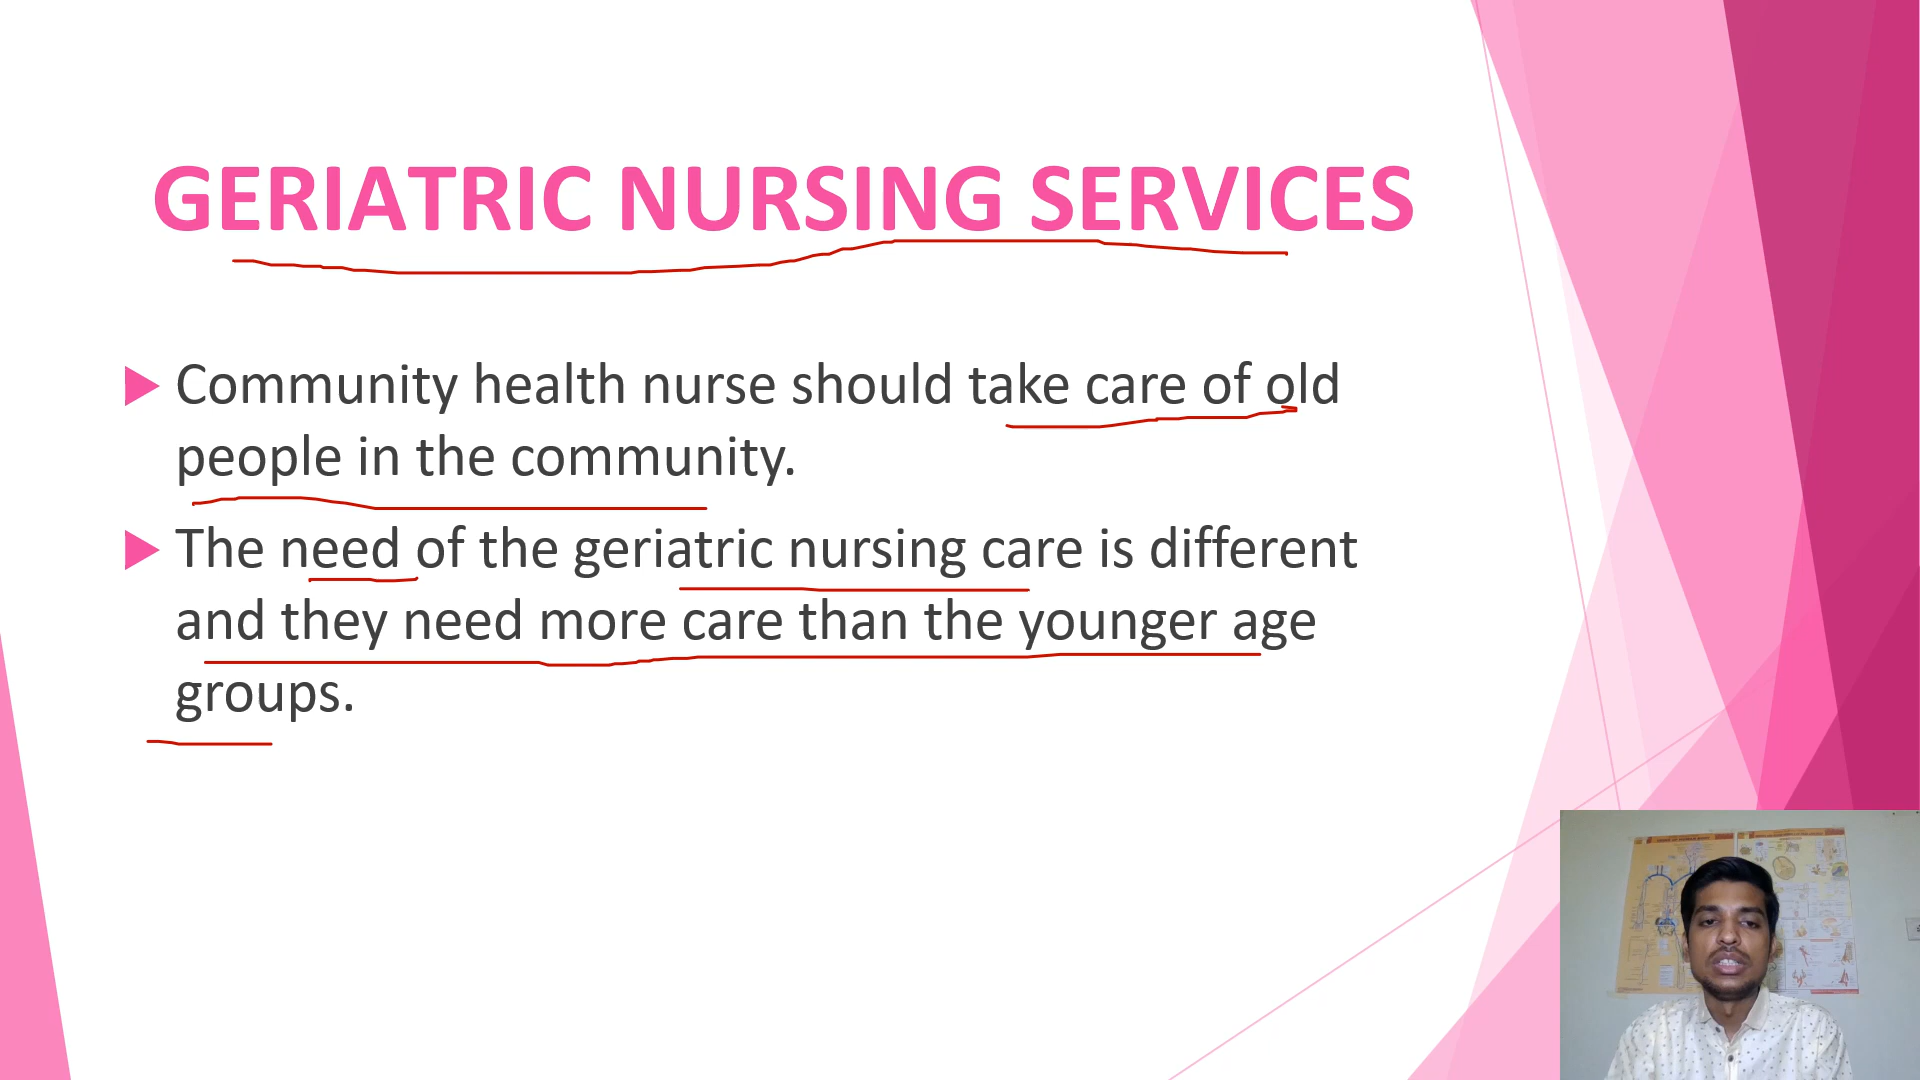 GERIATRIC NURSING SERVICES
Community health nurse should take care of old
people in the community.
The need of the geriatric nursing care is different
and they need more care than the younger age
groups.